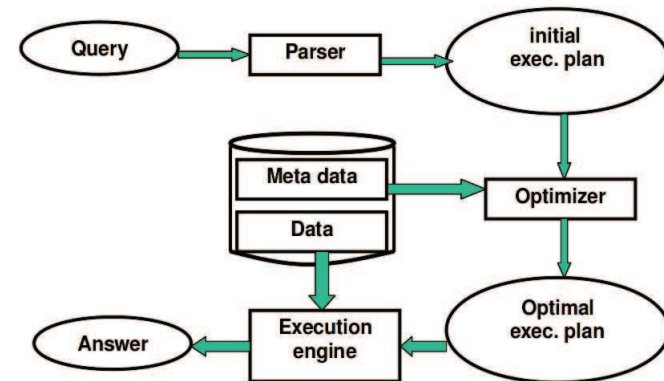 Query
Parser
initial
exec. plan
Meta data
Optimizer
Data
Optimal
exec. plan
Execution
engine
Answer